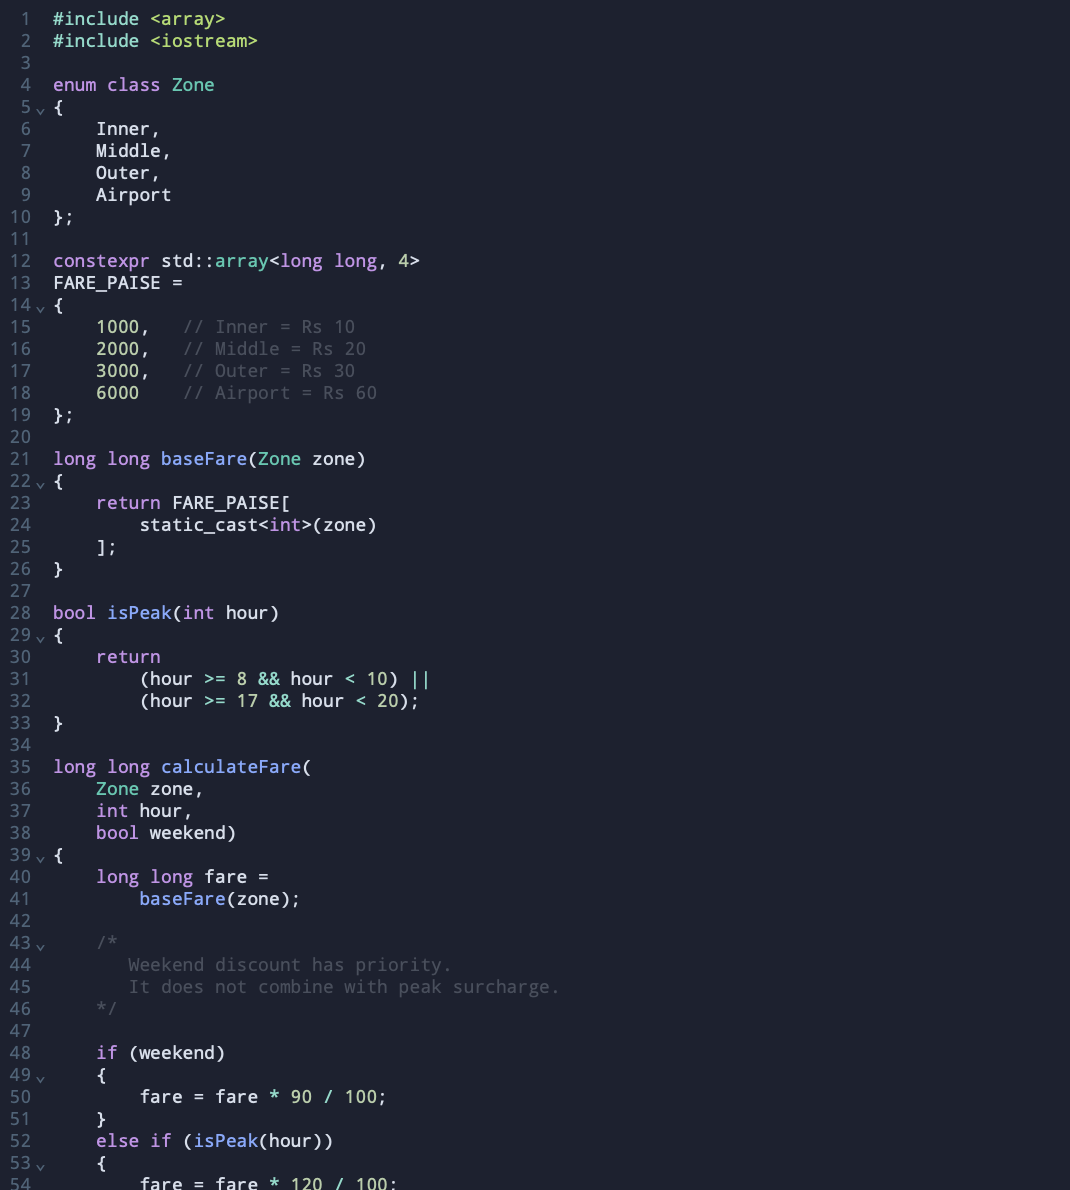 1 #include <array>
2 #include <iostream>
3
4 enum class Zone
5 {
6     Inner,
7     Middle,
8     Outer,
9     Airport
10 };
11
12 constexpr std::array<long long, 4>
13 FARE_PAISE =
14 {
15     1000,   // Inner = Rs 10
16     2000,   // Middle = Rs 20
17     3000,   // Outer = Rs 30
18     6000    // Airport = Rs 60
19 };
20
21 long long baseFare(Zone zone)
22 {
23     return FARE_PAISE[
24         static_cast<int>(zone)
25     ];
26 }
27
28 bool isPeak(int hour)
29 {
30     return
31         (hour >= 8 && hour < 10) ||
32         (hour >= 17 && hour < 20);
33 }
34
35 long long calculateFare(
36     Zone zone,
37     int hour,
38     bool weekend)
39 {
40     long long fare =
41         baseFare(zone);
42
43     /*
44        Weekend discount has priority.
45        It does not combine with peak surcharge.
46     */
47
48     if (weekend)
49     {
50         fare = fare * 90 / 100;
51     }
52     else if (isPeak(hour))
53     {
54         fare = fare * 120 / 100;